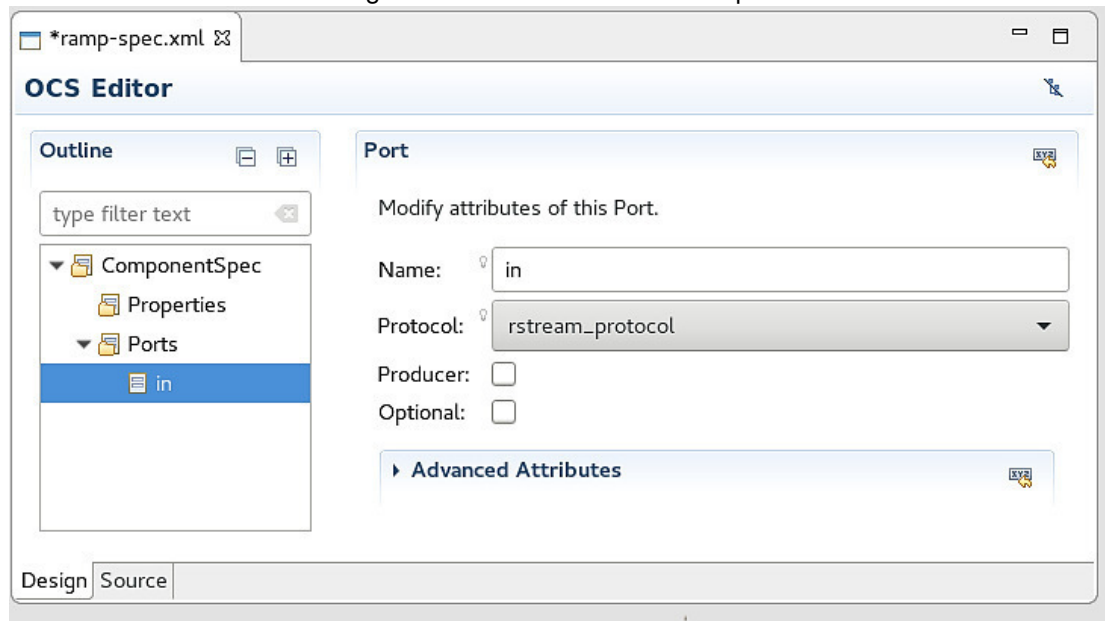 *ramp-spec.xml
OCS Editor
Outline
type filter text
ComponentSpec
Properties
Ports
in
Port
Modify attributes of this Port.
Name: in
Protocol: rstream_protocol
Producer:
Optional:
Advanced Attributes
Design Source